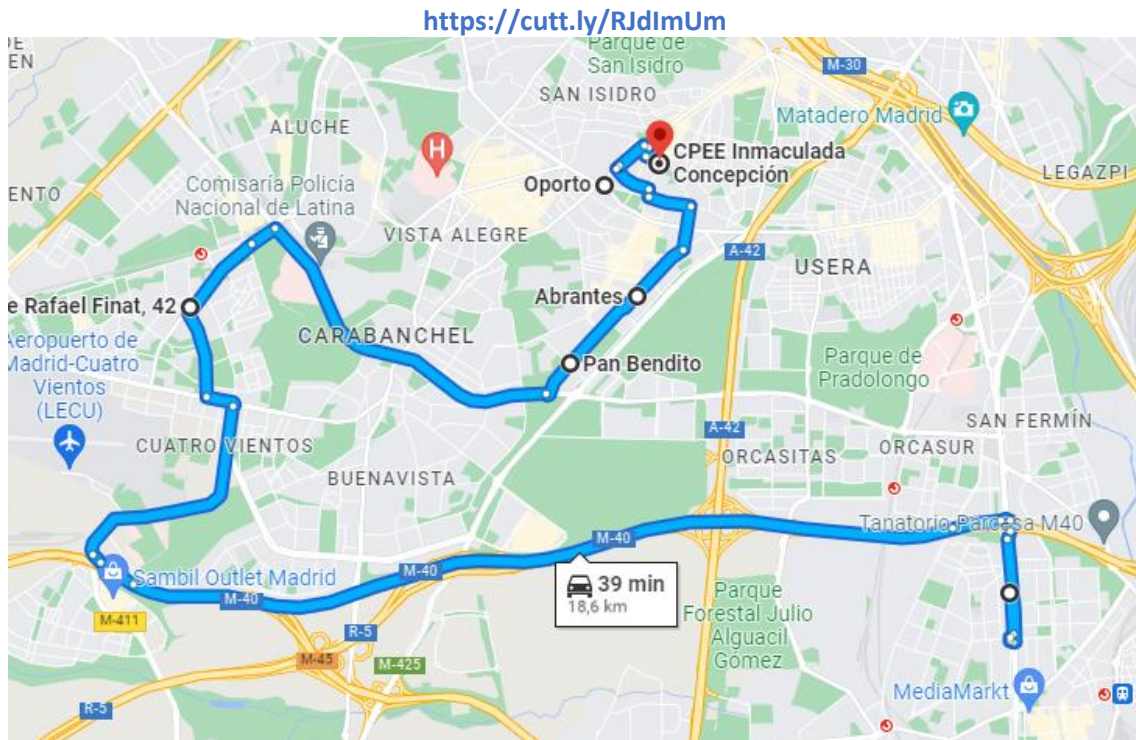 https://cutt.ly/RJdImUm
DE
EN
Parque de
San Isidro
M-30
SAN ISIDRO
Matadero Madrid
ALUCHE
H
CPEE Inmaculada
Concepción
LEGAZPI
Oporto
Comisaría Policía
Nacional de Latina
ENTO
VISTA ALEGRE
A-42
USERA
Abrantes
e Rafael Finat, 42
CARABANCHEL
Aeropuerto de
Madrid-Cuatro
Vientos
(LECU)
Pan Bendito
Parque de
Pradolongo
SAN FERMÍN
A-42
CUATRO VIENTOS
ORCASITAS
ORCASUR
BUENAVISTA
Tanatorio Parcesa M40
M-40
M-40
Sambil Outlet Madrid
M-40
39 min
18,6 km
Parque
Forestal Julio
Alguacil
Gómez
M-411
R-5
M-45
M-425
MediaMarkt
R-5